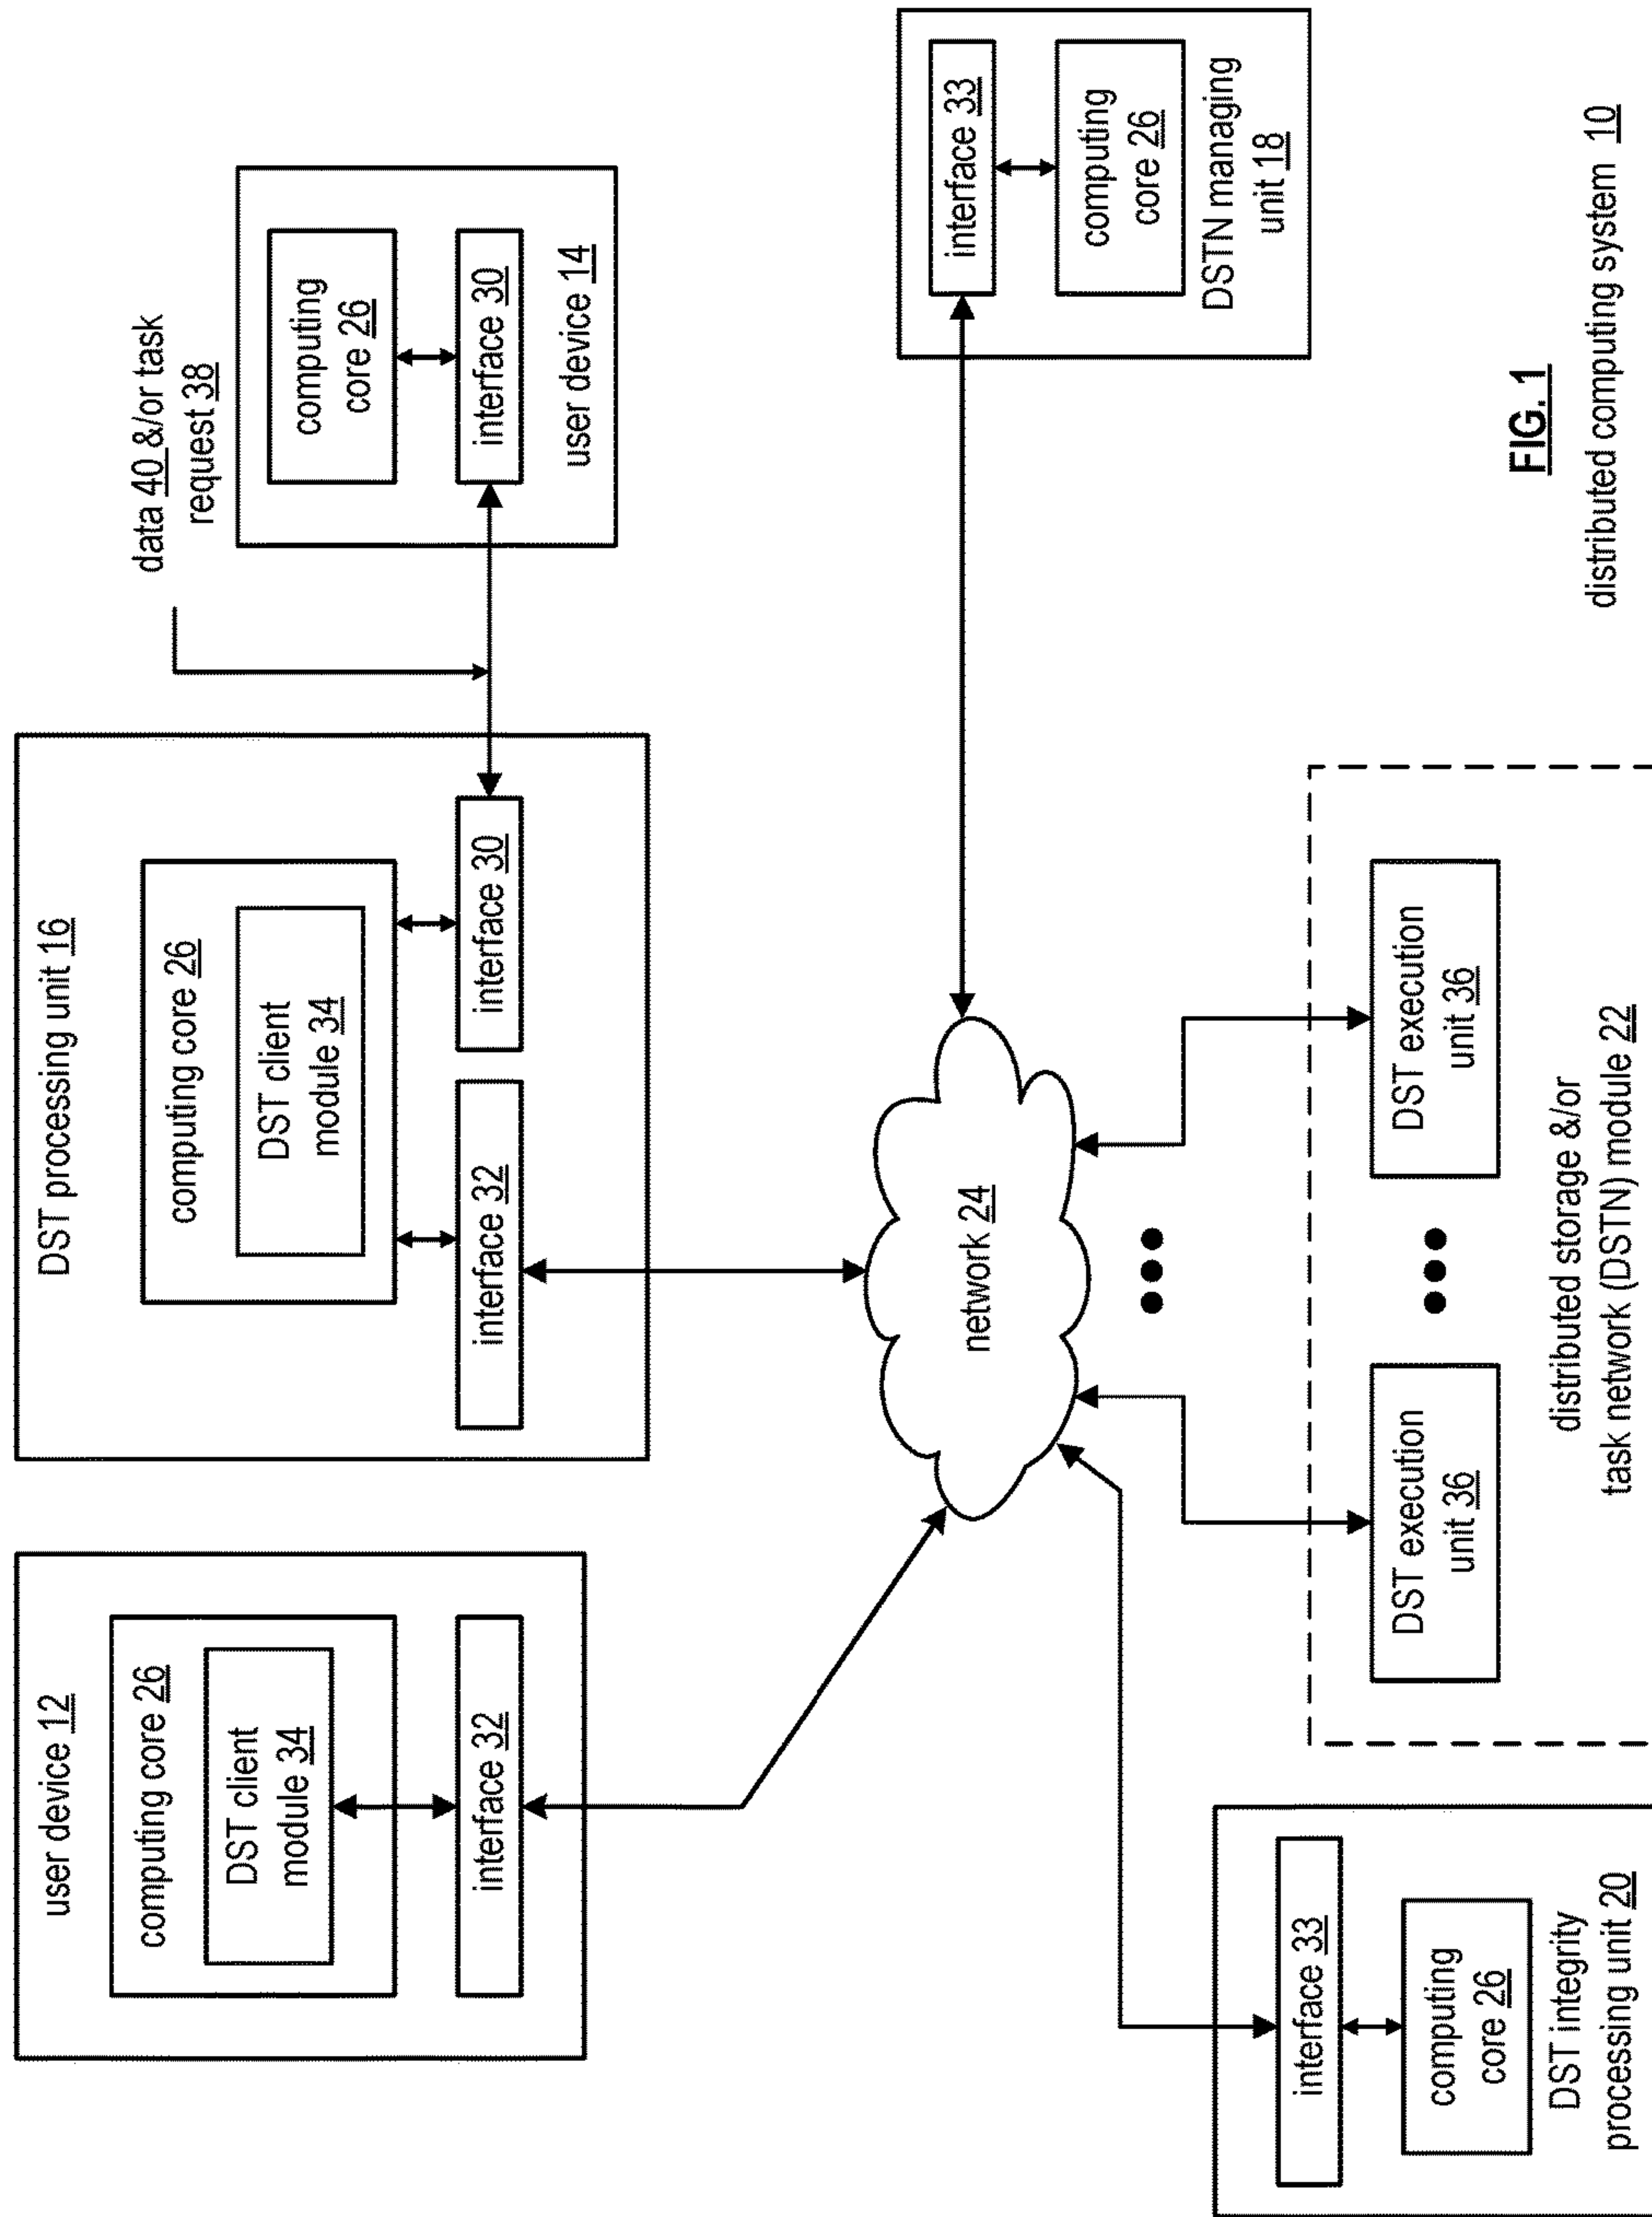 user device 12
computing core 26
DST client
module 34
interface 32
DST processing unit 16
computing core 26
DST client
module 34
interface 32
interface 30
data 40 &/or task
request 38
computing
core 26
interface 30
user device 14
network 24
interface 33
computing
core 26
DSTN managing
unit 18
interface 33
computing
core 26
DST integrity
processing unit 20
DST execution
unit 36
DST execution
unit 36
distributed storage &/or
task network (DSTN) module 22
FIG. 1
distributed computing system 10